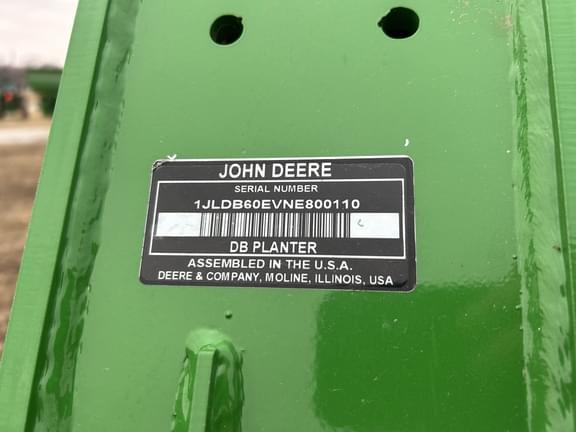 JOHN DEERE
SERIAL NUMBER
1JLDB60EVNE800110
DB PLANTER
ASSEMBLED IN THE U.S.A.
DEERE & COMPANY, MOLINE, ILLINOIS, USA